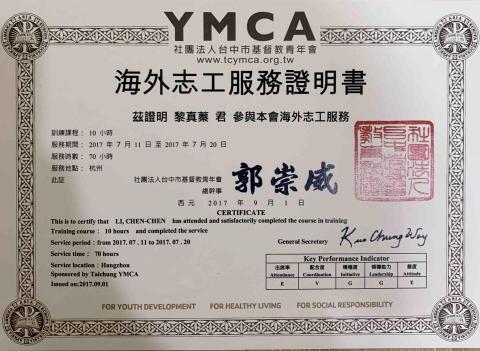 YMCA
社團法人台中市基督教青年會
www.tcymca.org.tw
海外志工服務證明書
茲證明 黎真蓁 君 參與本會海外志工服務
訓練課程： 10 小時
服務期間： 2017 年 7 月 11 日 至 2017 年 7 月 20 日
服務時數： 70 小時
服務地點： 杭州
此証
社團法人台中市基督教青年會
總幹事 郭崇威
西元 2017 年 9 月 1 日
CERTIFICATE
This is to certify that LI, CHEN-CHEN has attended and satisfactorily completed the course in training
Training course : 10 hours and completed the service
Service period : from 2017. 07 . 11 to 2017 . 07 . 20
Service time : 70 hours
Service location : Hangzhou
Sponsored by Taichung YMCA
Issued on:2017.09.01
General Secretary
Key Performance Indicator
出席率 配合度 積極度 領導能力 態度
Attendance Coordination Initiative Leadership Attitude
E V G G E
FOR YOUTH DEVELOPMENT FOR HEALTHY LIVING FOR SOCIAL RESPONSIBILITY